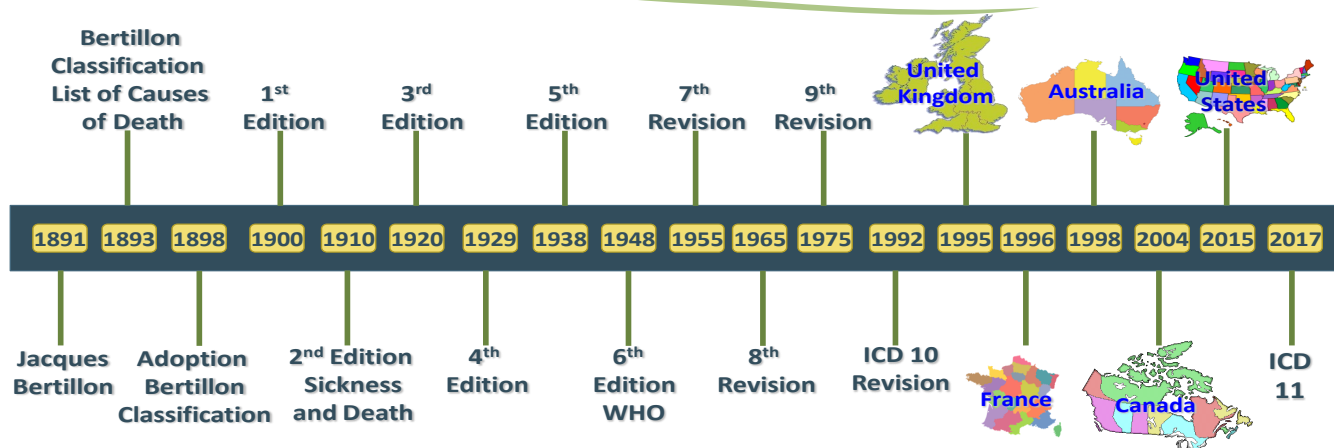 Bertillon
Classification
List of Causes
of Death
1st
Edition
3rd
Edition
5th
Edition
7th
Revision
9th
Revision
United
Kingdom
Australia
United
States
1891 1893 1898 1900 1910 1920 1929 1938 1948 1955 1965 1975 1992 1995 1996 1998 2004 2015 2017
Jacques
Bertillon
Adoption
Bertillon
Classification
2nd Edition
Sickness
and Death
4th
Edition
6th
Edition
WHO
8th
Revision
ICD 10
Revision
France
Canada
ICD
11